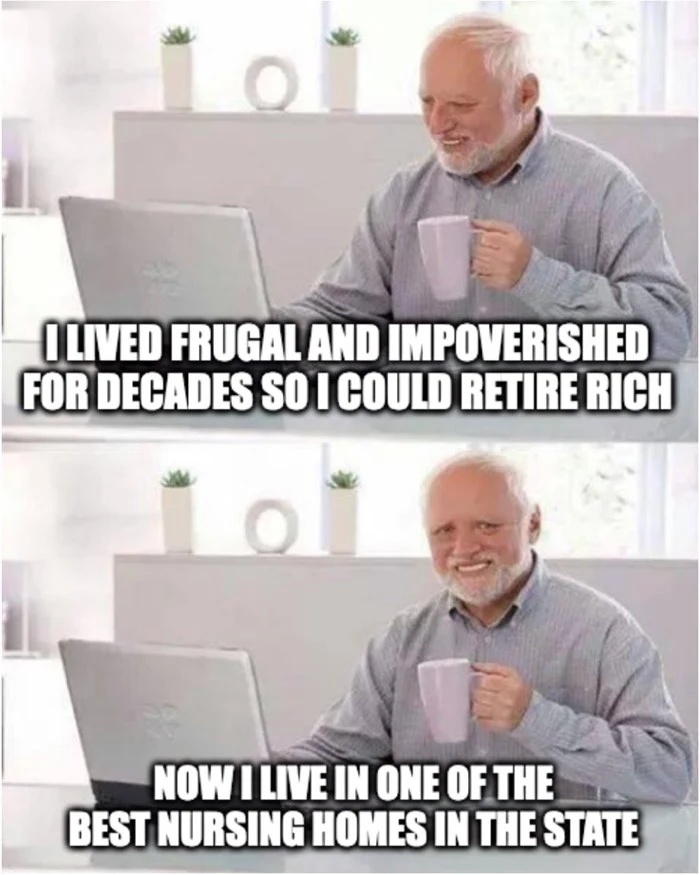 I LIVED FRUGAL AND IMPOVERISHED
FOR DECADES SO I COULD RETIRE RICH
NOW I LIVE IN ONE OF THE
BEST NURSING HOMES IN THE STATE